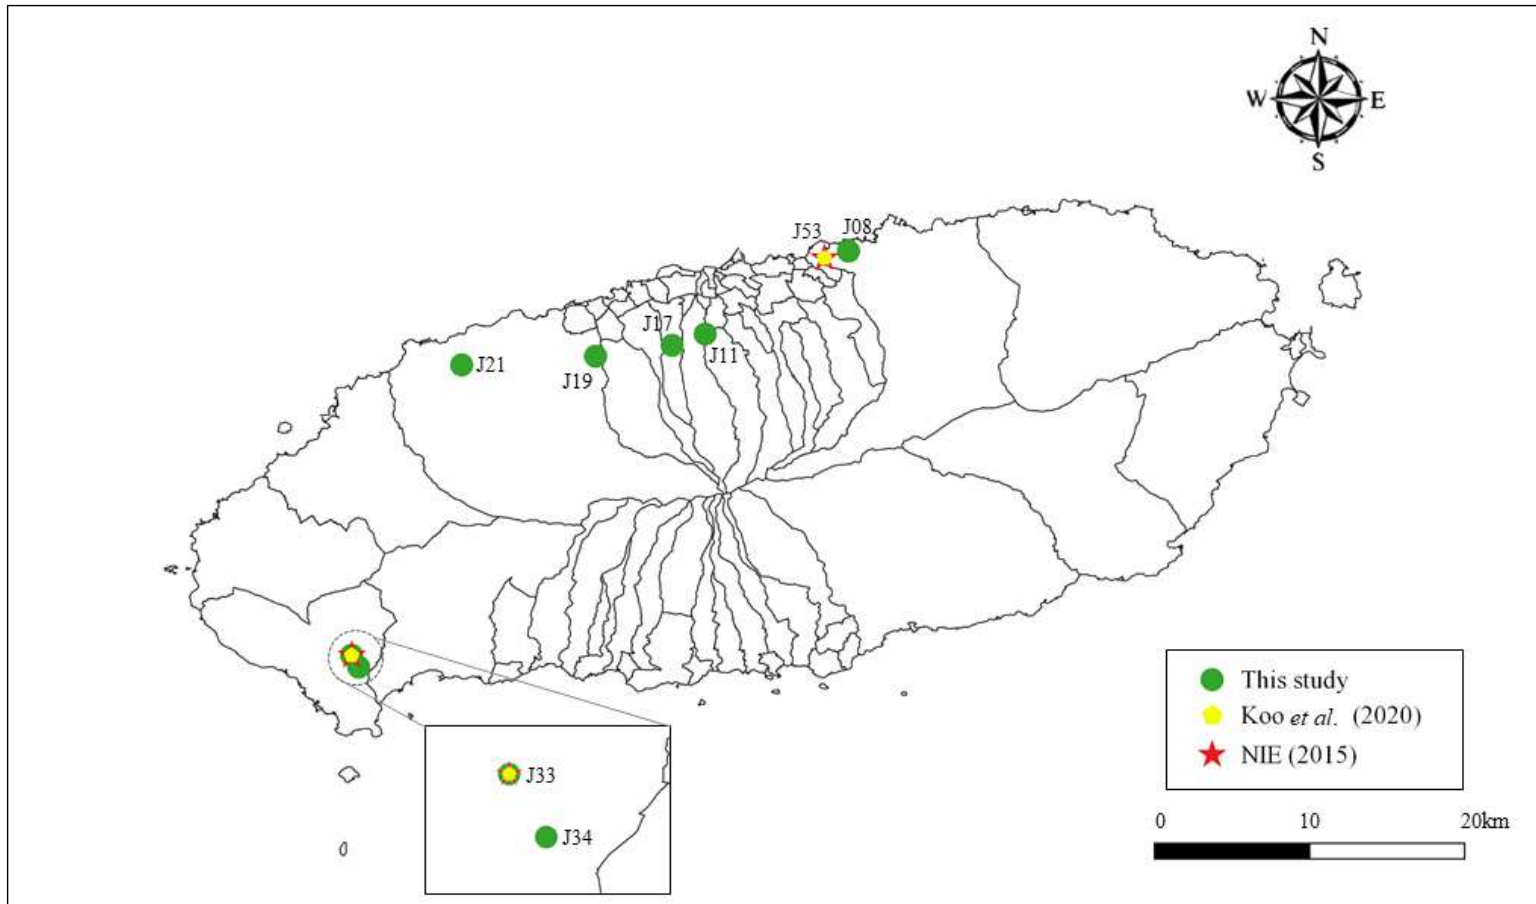 N
W
E
S
J53
J08
J17
J11
J21
J19
J33
J34
This study
Koo et al. (2020)
NIE (2015)
0
10
20km